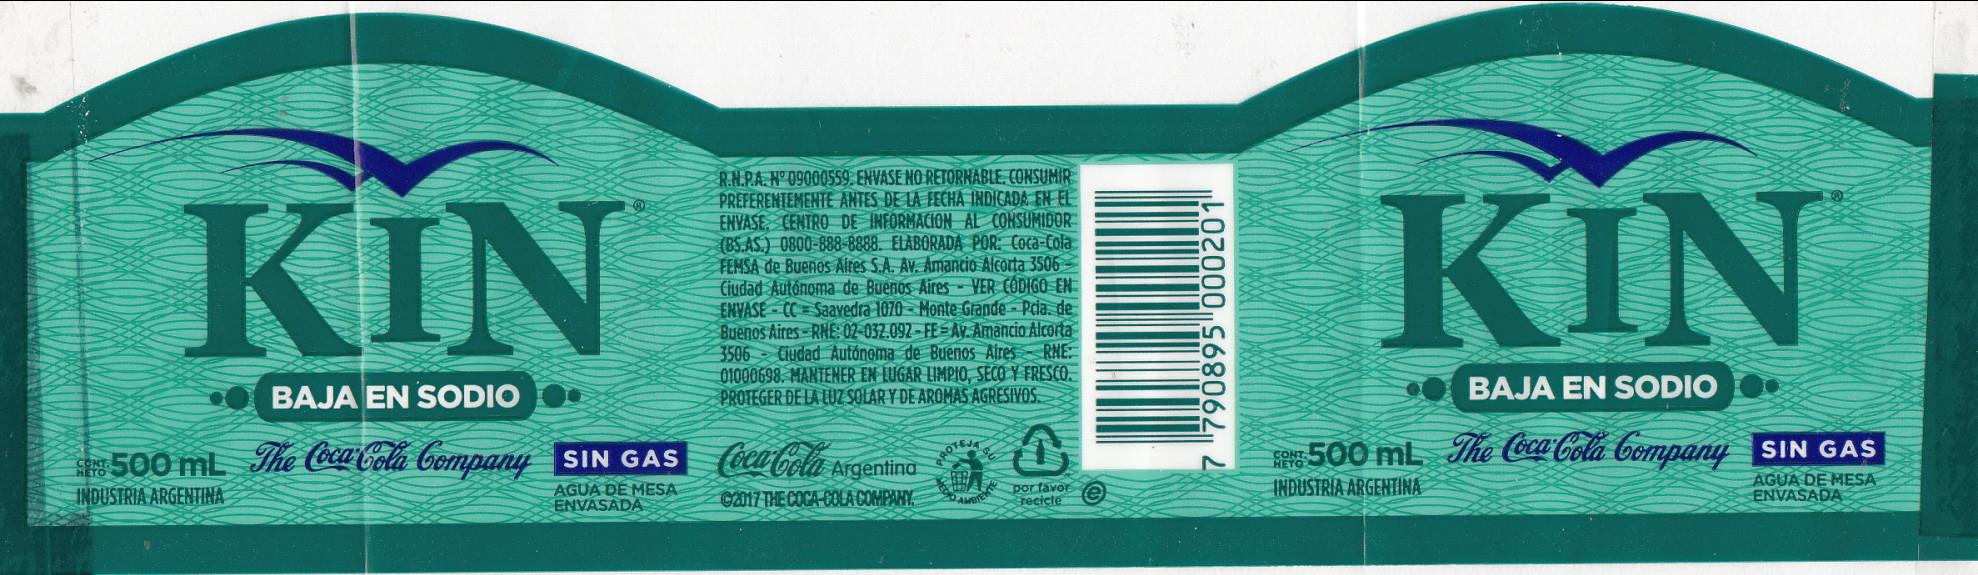 KIN®
BAJA EN SODIO
CONT. NETO 500 mL
INDUSTRIA ARGENTINA
The Coca-Cola Company
SIN GAS
AGUA DE MESA
ENVASADA
R.N.P.A. Nº 09000559. ENVASE NO RETORNABLE. CONSUMIR
PREFERENTEMENTE ANTES DE LA FECHA INDICADA EN EL
ENVASE. CENTRO DE INFORMACION AL CONSUMIDOR
(BS.AS.) 0800-888-8888. ELABORADA POR: Coca-Cola
FEMSA de Buenos Aires S.A. Av. Amancio Alcorta 3506 -
Ciudad Autónoma de Buenos Aires - VER CÓDIGO EN
ENVASE - CC = Saavedra 1070 - Monte Grande - Pcia. de
Buenos Aires - RNE: 02-032.092 - FE = Av. Amancio Alcorta
3506 - Ciudad Autónoma de Buenos Aires - RNE:
01000698. MANTENER EN LUGAR LIMPIO, SECO Y FRESCO.
PROTEGER DE LA LUZ SOLAR Y DE AROMAS AGRESIVOS.
Coca-Cola Argentina
©2017 THE COCA-COLA COMPANY.
PROTEJA SU
MEDIO AMBIENTE
por favor
recicle
e
7 790895 000201
KIN®
BAJA EN SODIO
CONT. NETO 500 mL
INDUSTRIA ARGENTINA
The Coca-Cola Company
SIN GAS
AGUA DE MESA
ENVASADA